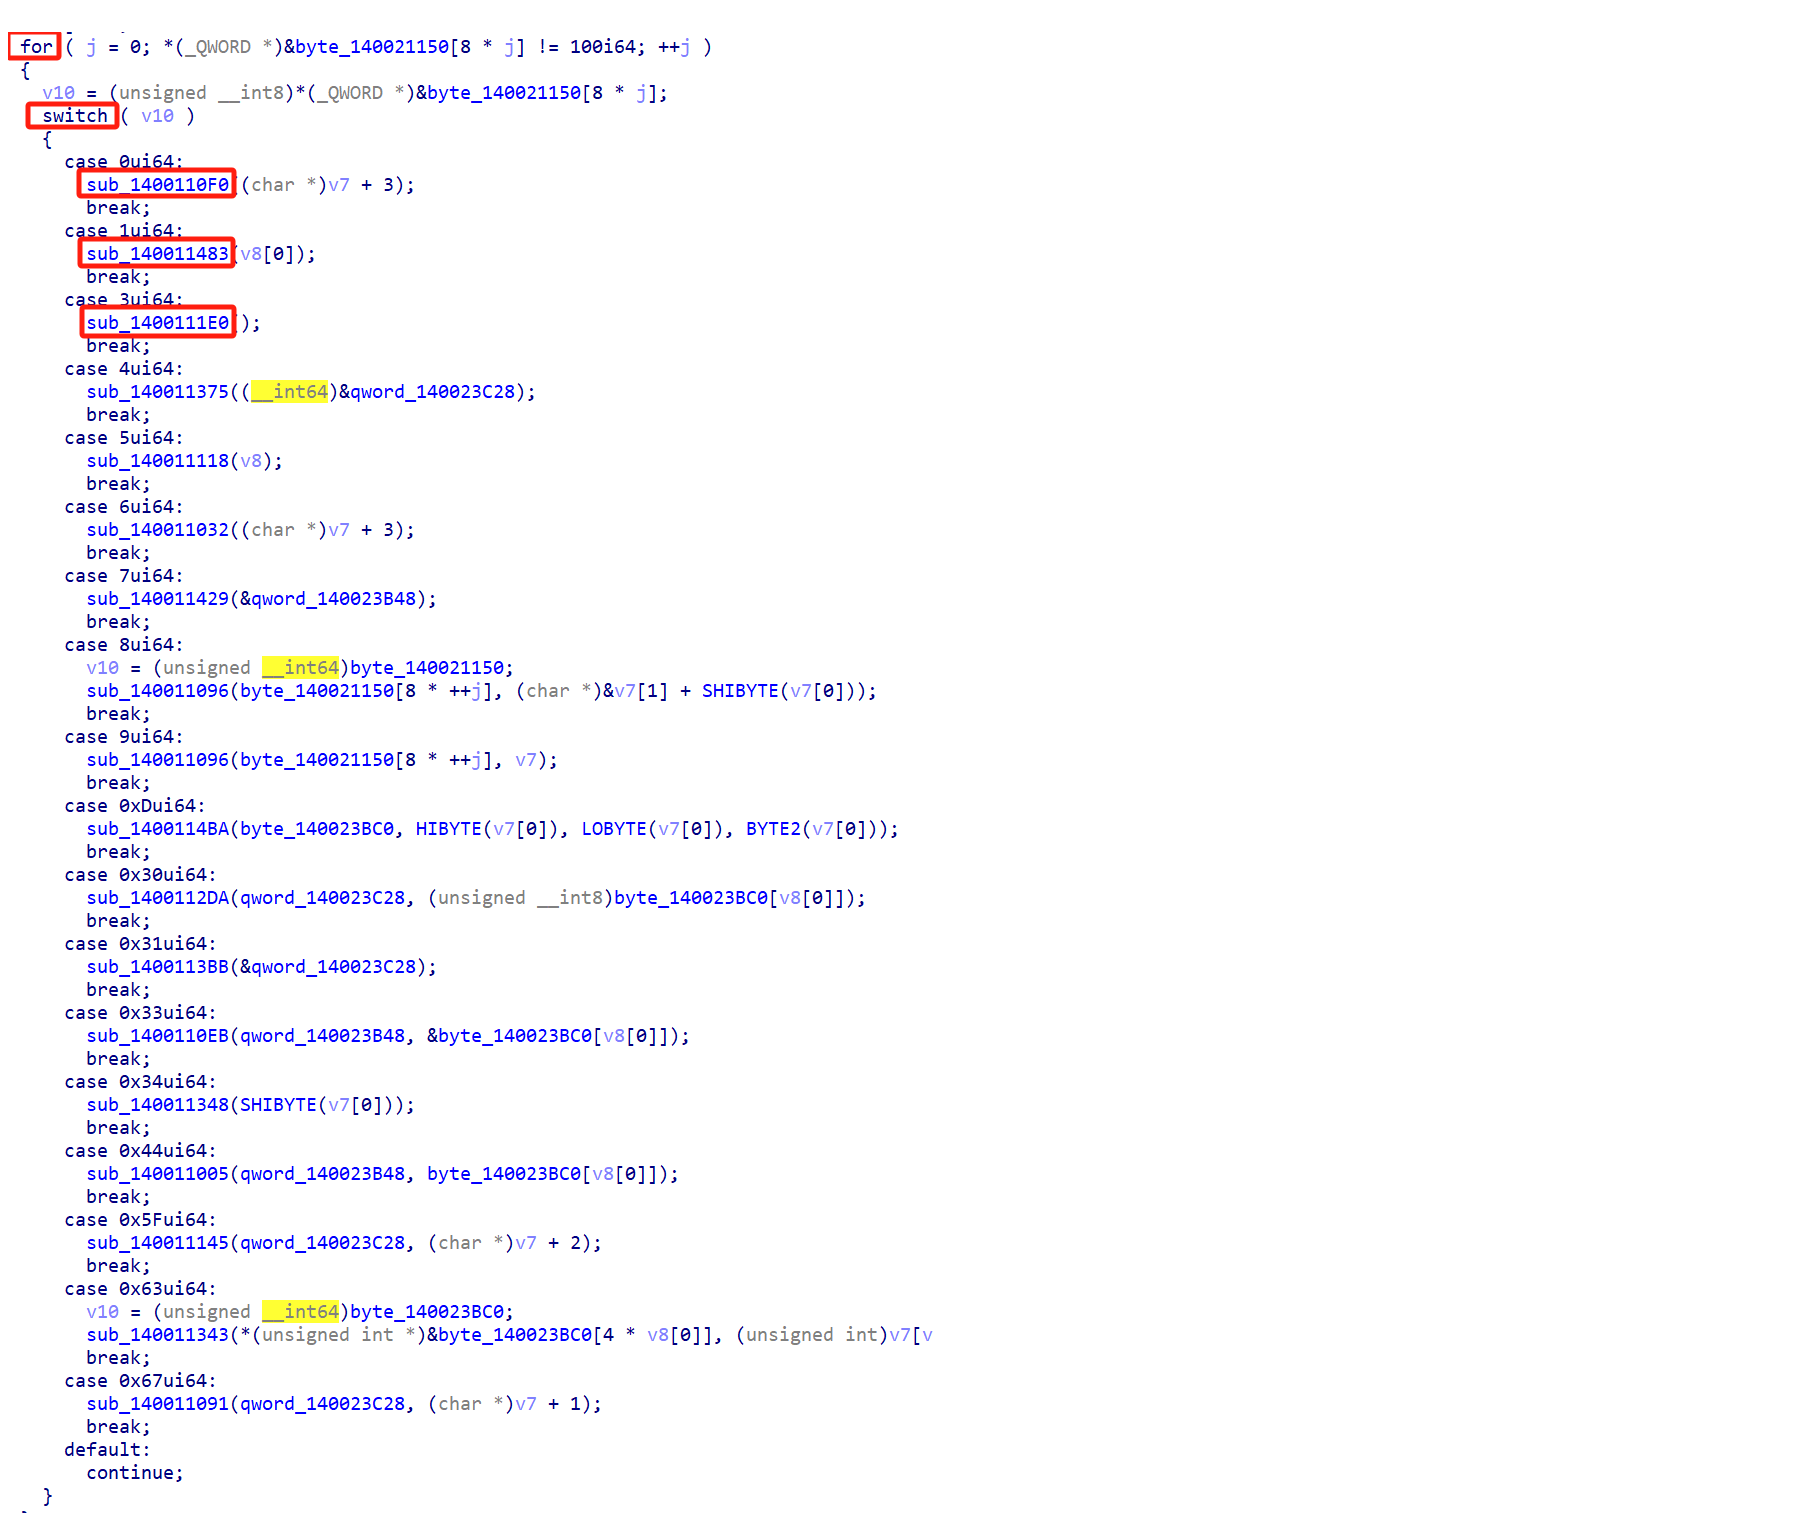 for ( j = 0; *(_QWORD *)&byte_140021150[8 * j] != 100i64; ++j )
{
v10 = (unsigned __int8)*(_QWORD *)&byte_140021150[8 * j];
switch ( v10 )
{
case 0ui64:
sub_1400110F0((char *)v7 + 3);
break;
case 1ui64:
sub_140011483(v8[0]);
break;
case 3ui64:
sub_1400111E0();
break;
case 4ui64:
sub_140011375((__int64)&qword_140023C28);
break;
case 5ui64:
sub_140011118(v8);
break;
case 6ui64:
sub_140011032((char *)v7 + 3);
break;
case 7ui64:
sub_140011429(&qword_140023B48);
break;
case 8ui64:
v10 = (unsigned __int64)byte_140021150;
sub_140011096(byte_140021150[8 * ++j], (char *)&v7[1] + SHIBYTE(v7[0]));
break;
case 9ui64:
sub_140011096(byte_140021150[8 * ++j], v7);
break;
case 0xDui64:
sub_1400114BA(byte_140023BC0, HIBYTE(v7[0]), LOBYTE(v7[0]), BYTE2(v7[0]));
break;
case 0x30ui64:
sub_1400112DA(qword_140023C28, (unsigned __int8)byte_140023BC0[v8[0]]);
break;
case 0x31ui64:
sub_1400113BB(&qword_140023C28);
break;
case 0x33ui64:
sub_1400110EB(qword_140023B48, &byte_140023BC0[v8[0]]);
break;
case 0x34ui64:
sub_140011348(SHIBYTE(v7[0]));
break;
case 0x44ui64:
sub_140011005(qword_140023B48, byte_140023BC0[v8[0]]);
break;
case 0x5Fui64:
sub_140011145(qword_140023C28, (char *)v7 + 2);
break;
case 0x63ui64:
v10 = (unsigned __int64)byte_140023BC0;
sub_140011343(*(unsigned int *)&byte_140023BC0[4 * v8[0]], (unsigned int)v7[v
break;
case 0x67ui64:
sub_140011091(qword_140023C28, (char *)v7 + 1);
break;
default:
continue;
}